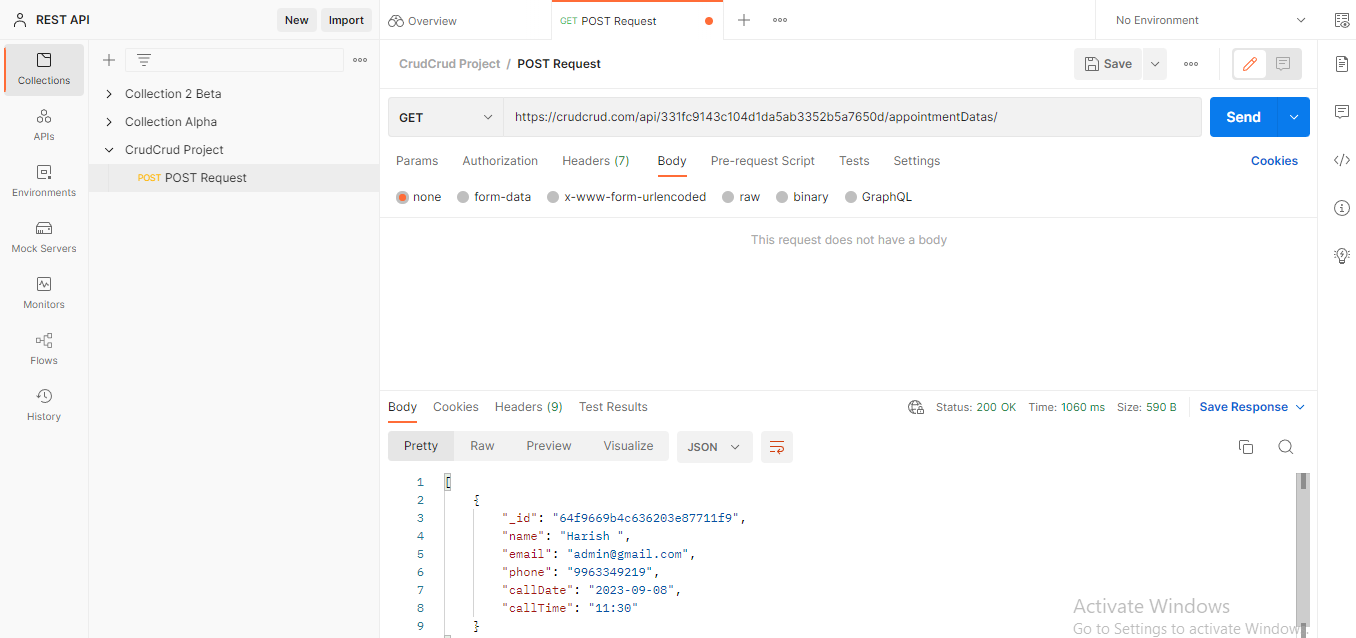 REST API
New
Import
Overview
GET POST Request
No Environment
Collections
APIs
Environments
Mock Servers
Monitors
Flows
History
Collection 2 Beta
Collection Alpha
CrudCrud Project
POST POST Request
CrudCrud Project / POST Request
Save
GET
https://crudcrud.com/api/331fc9143c104d1da5ab3352b5a7650d/appointmentDatas/
Send
Params
Authorization
Headers (7)
Body
Pre-request Script
Tests
Settings
Cookies
none
form-data
x-www-form-urlencoded
raw
binary
GraphQL
This request does not have a body
Body
Cookies
Headers (9)
Test Results
Status: 200 OK
Time: 1060 ms
Size: 590 B
Save Response
Pretty
Raw
Preview
Visualize
JSON
1 [
2 {
3 "_id": "64f9669b4c636203e87711f9",
4 "name": "Harish ",
5 "email": "admin@gmail.com",
6 "phone": "9963349219",
7 "callDate": "2023-09-08",
8 "callTime": "11:30"
9 }
Activate Windows
Go to Settings to activate Windows.